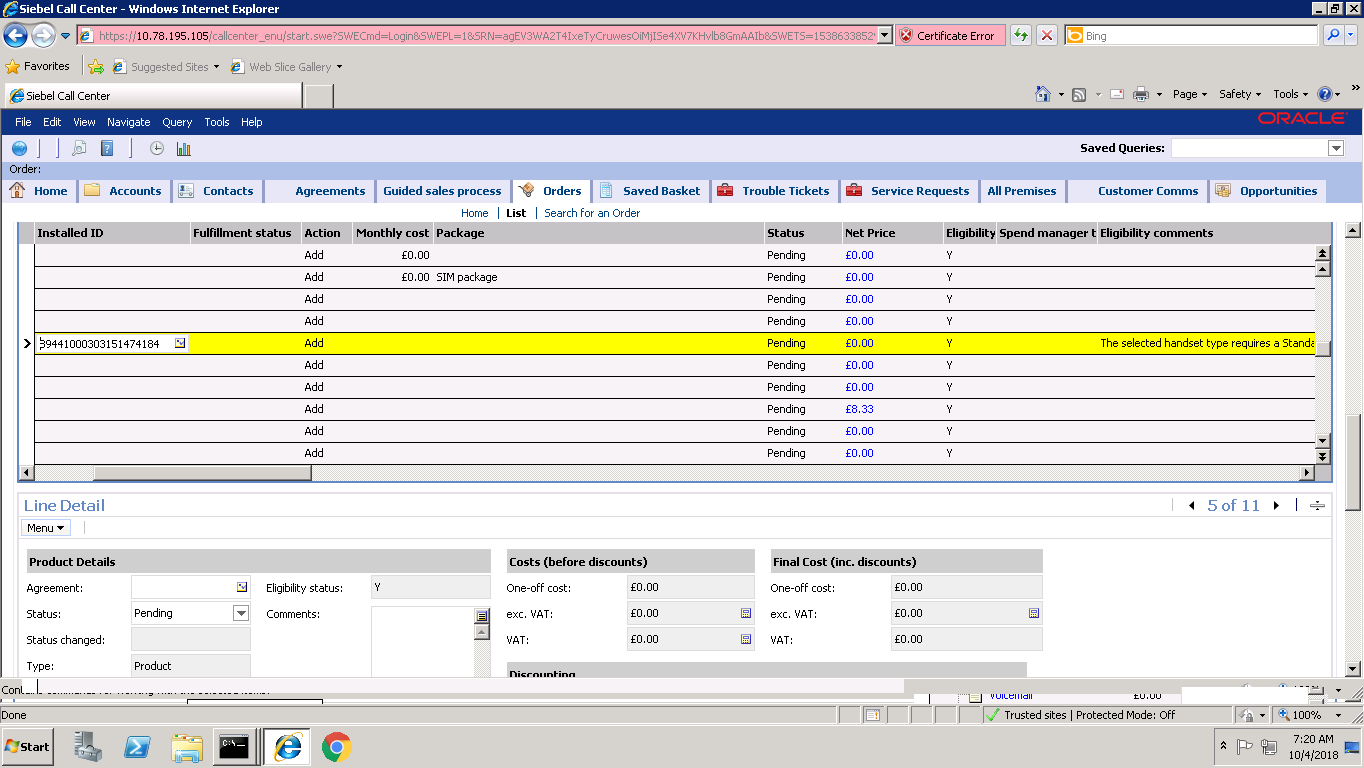 Siebel Call Center - Windows Internet Explorer
https://10.78.195.105/callcenter_enu/start.swe?SWECmd=Login&SWEPL=1&SRN=agEV3WA2T4IxeTyCruwesOiMjISe4XV7KHvlb8GmAAIb&SWETS=1538633852 Certificate Error Bing
Favorites Suggested Sites Web Slice Gallery
Siebel Call Center Page Safety Tools
File Edit View Navigate Query Tools Help ORACLE
Saved Queries:
Order:
Home Accounts Contacts Agreements Guided sales process Orders Saved Basket Trouble Tickets Service Requests All Premises Customer Comms Opportunities
Home List Search for an Order
Installed ID Fulfillment status Action Monthly cost Package Status Net Price Eligibility Spend manager t Eligibility comments
Add £0.00 Pending £0.00 Y
Add £0.00 SIM package Pending £0.00 Y
Add Pending £0.00 Y
Add Pending £0.00 Y
39441000303151474184 Add Pending £0.00 Y The selected handset type requires a Standa
Add Pending £0.00 Y
Add Pending £0.00 Y
Add Pending £8.33 Y
Add Pending £0.00 Y
Add Pending £0.00 Y
Line Detail 5 of 11
Menu
Product Details Costs (before discounts) Final Cost (inc. discounts)
Agreement: Eligibility status: Y One-off cost: £0.00 One-off cost: £0.00
Status: Pending Comments: exc. VAT: £0.00 exc. VAT: £0.00
Status changed: VAT: £0.00 VAT: £0.00
Type: Product Discounting
Voicemail £0.00
Done Trusted sites | Protected Mode: Off 100%
Start C:\ 7:20 AM
10/4/2018